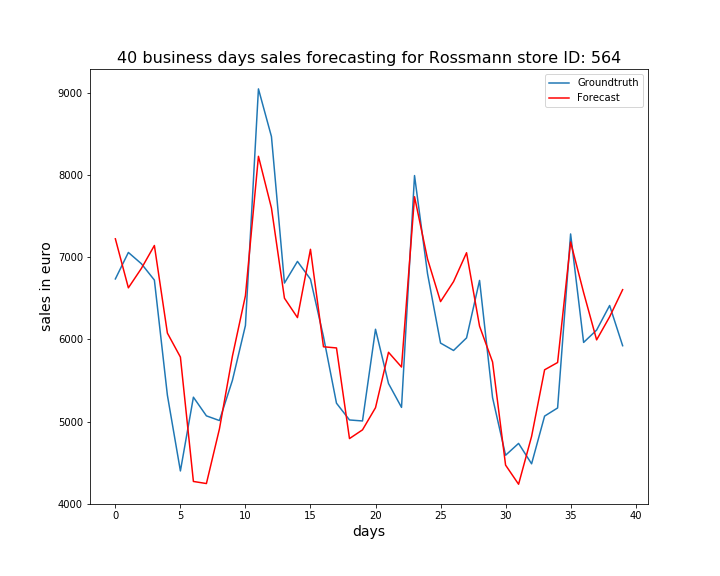 40 business days sales forecasting for Rossmann store ID: 564
Groundtruth
Forecast
sales in euro
9000
8000
7000
6000
5000
4000
0 5 10 15 20 25 30 35 40
days